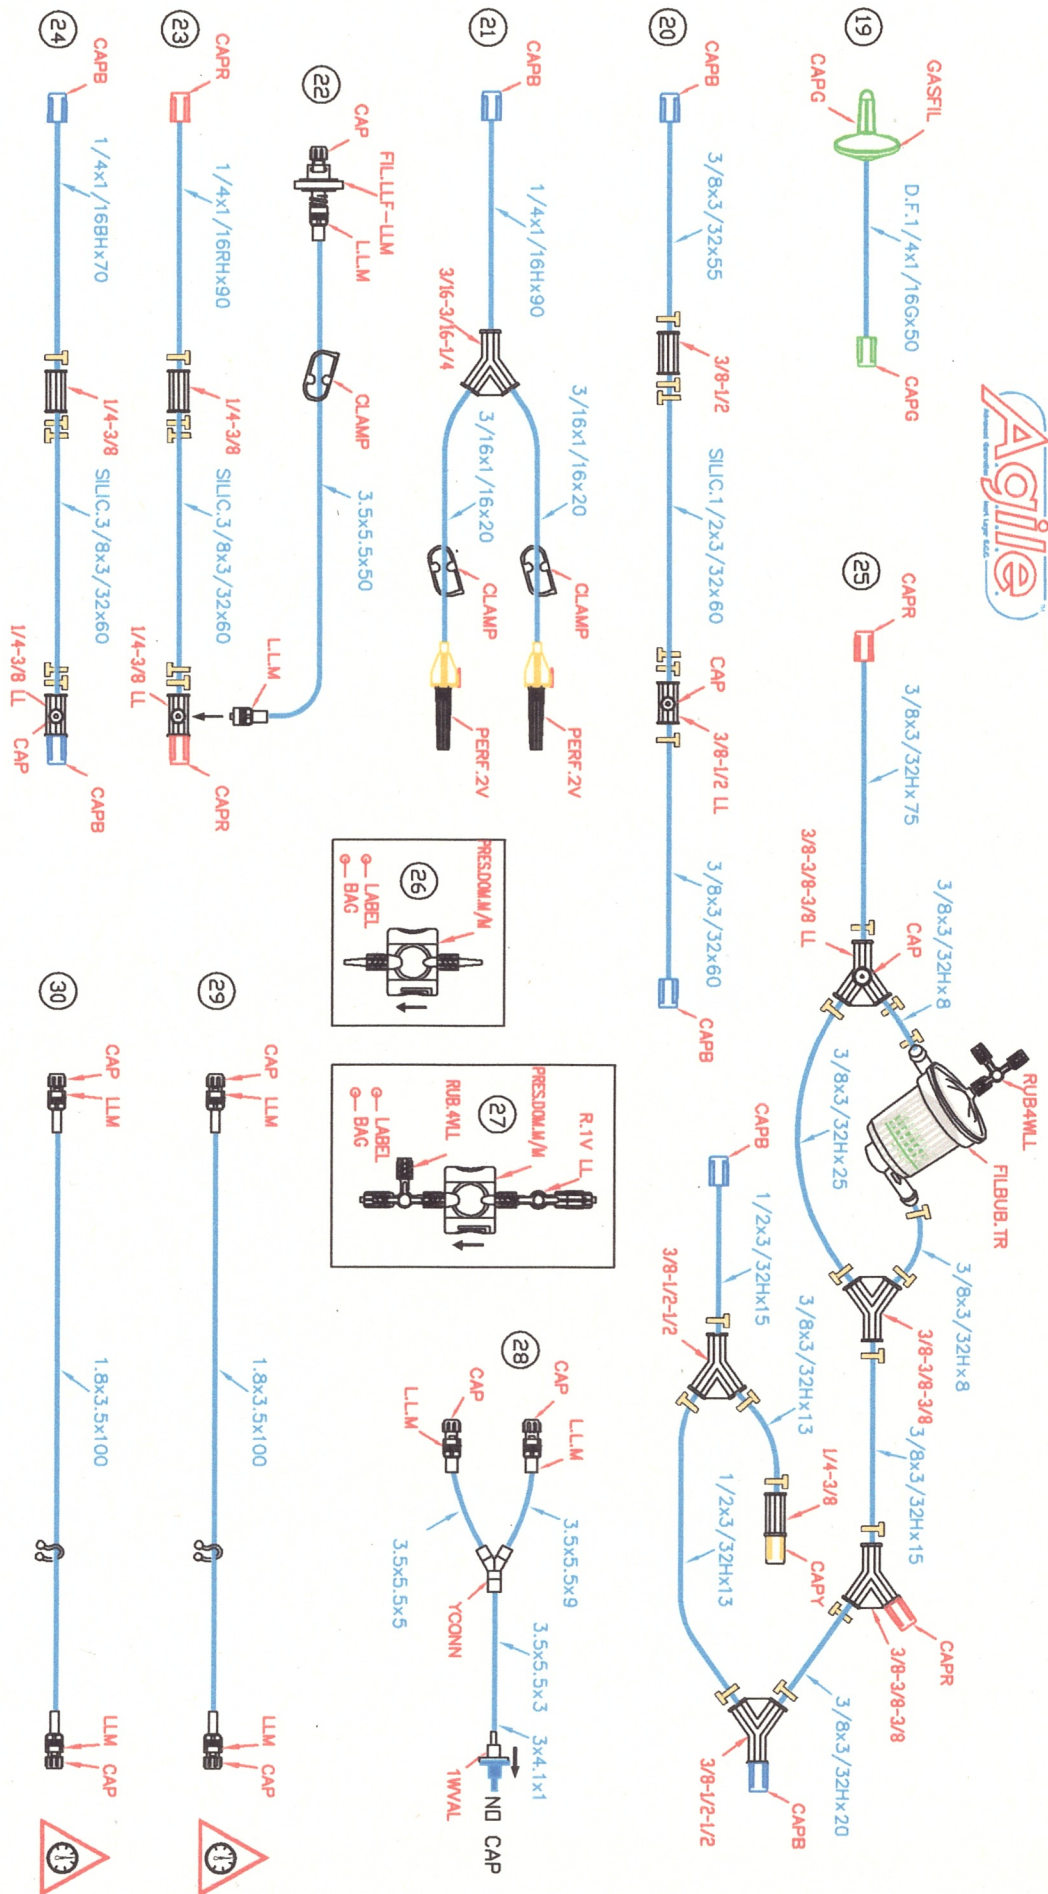 Agile
19
GASFIL
CAPG
D.F.1/4x1/16Gx50
CAPG
20
CAPB
3/8x3/32x55
3/8-1/2
SILIC.1/2x3/32x60
CAP
3/8-1/2 LL
3/8x3/32x60
CAPB
21
CAPB
1/4x1/16Hx90
3/16-3/16-1/4
3/16x1/16x20
3/16x1/16x20
CLAMP
CLAMP
PERF.2V
PERF.2V
22
CAP
FIL.LLF-LLM
L.L.M
CLAMP
3.5x5.5x50
L.L.M
23
CAPR
1/4x1/16RHx90
1/4-3/8
SILIC.3/8x3/32x60
1/4-3/8 LL
CAPR
24
CAPB
1/4x1/16BHx70
1/4-3/8
SILIC.3/8x3/32x60
1/4-3/8 LL
CAP
CAPB
25
CAPR
3/8x3/32Hx75
3/8-3/8-3/8 LL
CAP
3/8x3/32Hx8
3/8x3/32Hx25
RUB4WLL
FILBUB.TR
3/8x3/32Hx8
3/8-3/8-3/8
3/8x3/32Hx15
CAPR
3/8-3/8-3/8
3/8x3/32Hx20
CAPB
1/2x3/32Hx15
3/8-1/2-1/2
3/8x3/32Hx13
1/4-3/8
CAPY
1/2x3/32Hx13
3/8-1/2-1/2
CAPB
26
PRES.DOM.M/M
LABEL
BAG
27
R.1V LL
PRES.DOM.M/M
RUB.4VLL
LABEL
BAG
28
CAP
L.L.M
CAP
L.L.M
3.5x5.5x9
3.5x5.5x5
YCONN
3.5x5.5x3
3x4.1x1
1WVAL
NO CAP
29
CAP
LLM
1.8x3.5x100
LLM
CAP
30
CAP
LLM
1.8x3.5x100
LLM
CAP